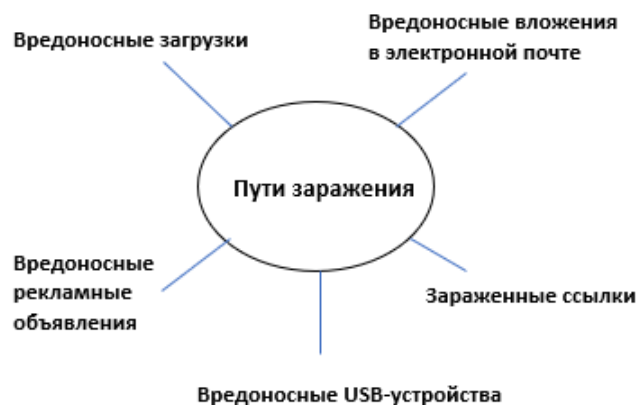 Вредоносные загрузки
Вредоносные вложения
в электронной почте
Пути заражения
Вредоносные
рекламные
объявления
Зараженные ссылки
Вредоносные USB-устройства